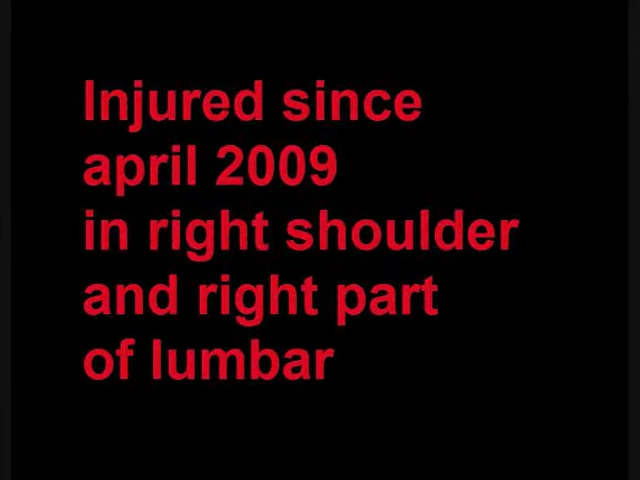 Injured since
april 2009
in right shoulder
and right part
of lumbar